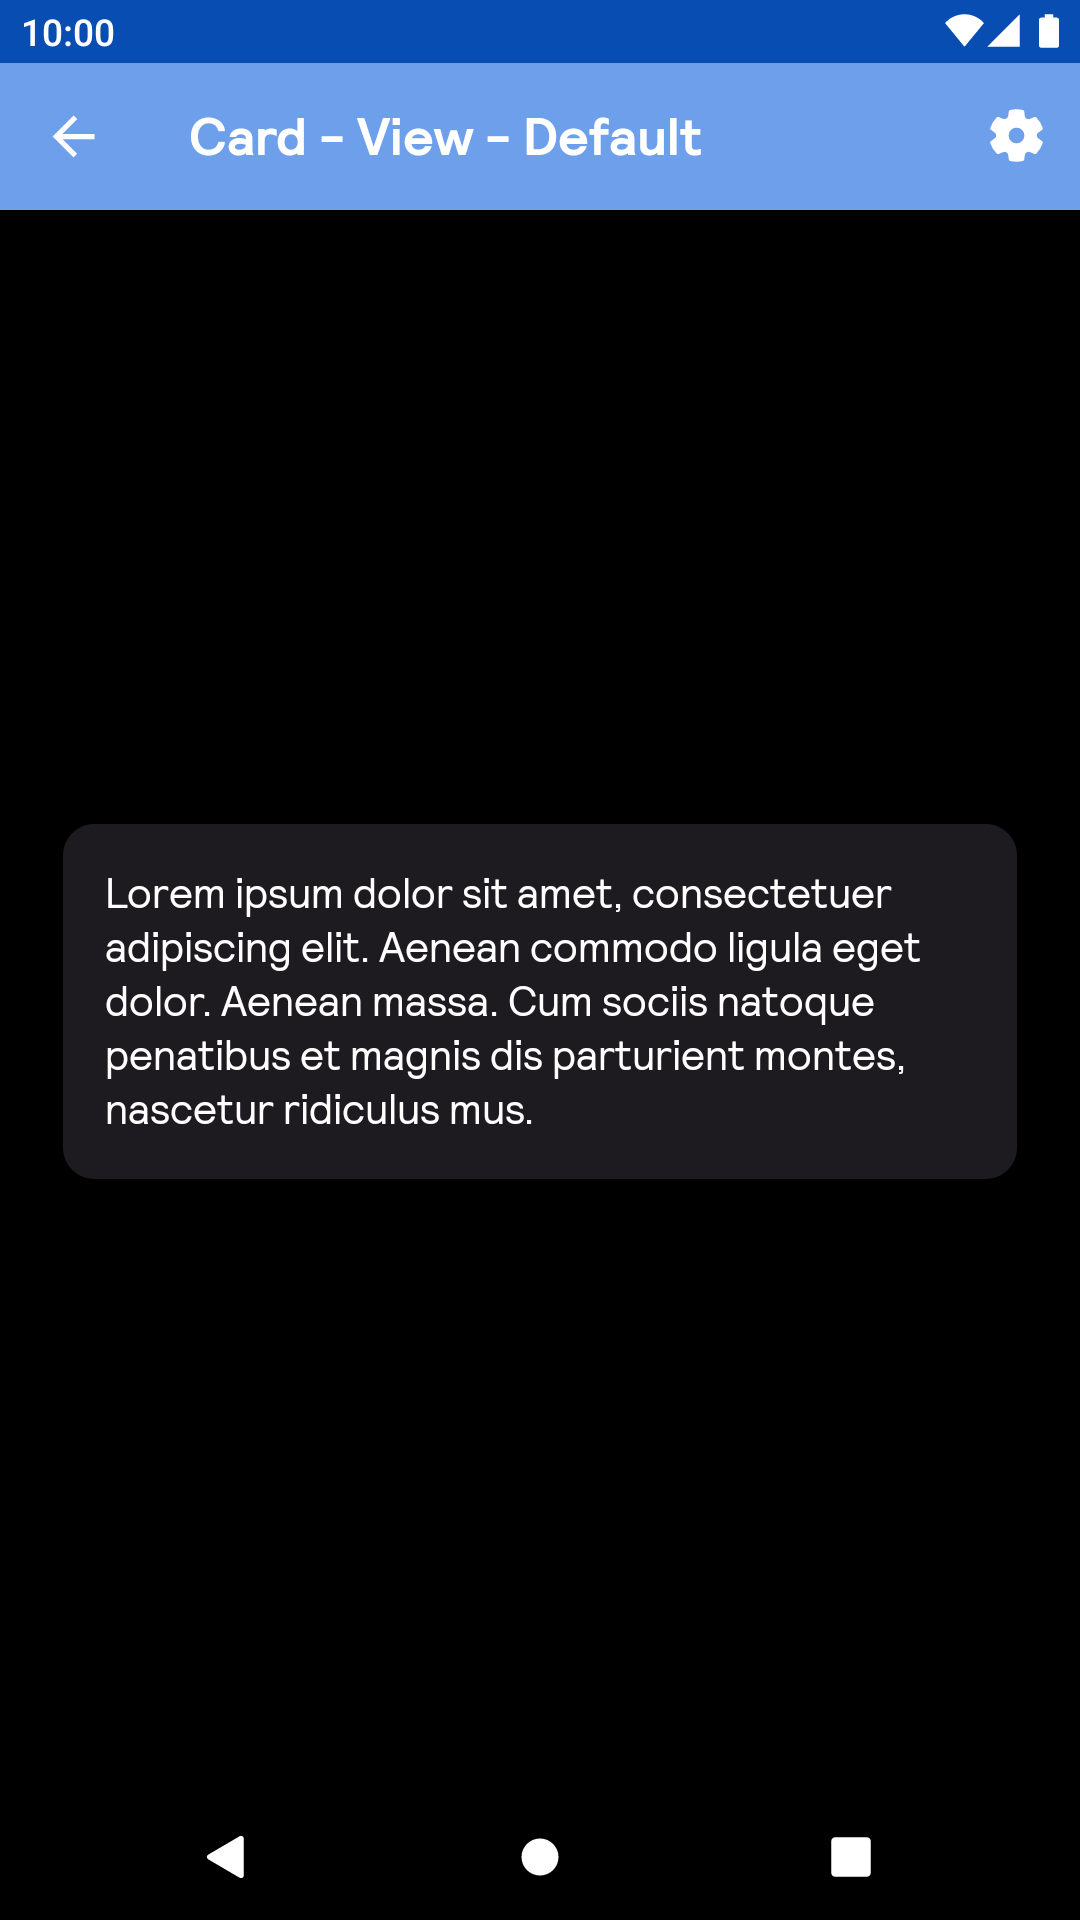 10:00
Card - View - Default
Lorem ipsum dolor sit amet, consectetuer
adipiscing elit. Aenean commodo ligula eget
dolor. Aenean massa. Cum sociis natoque
penatibus et magnis dis parturient montes,
nascetur ridiculus mus.